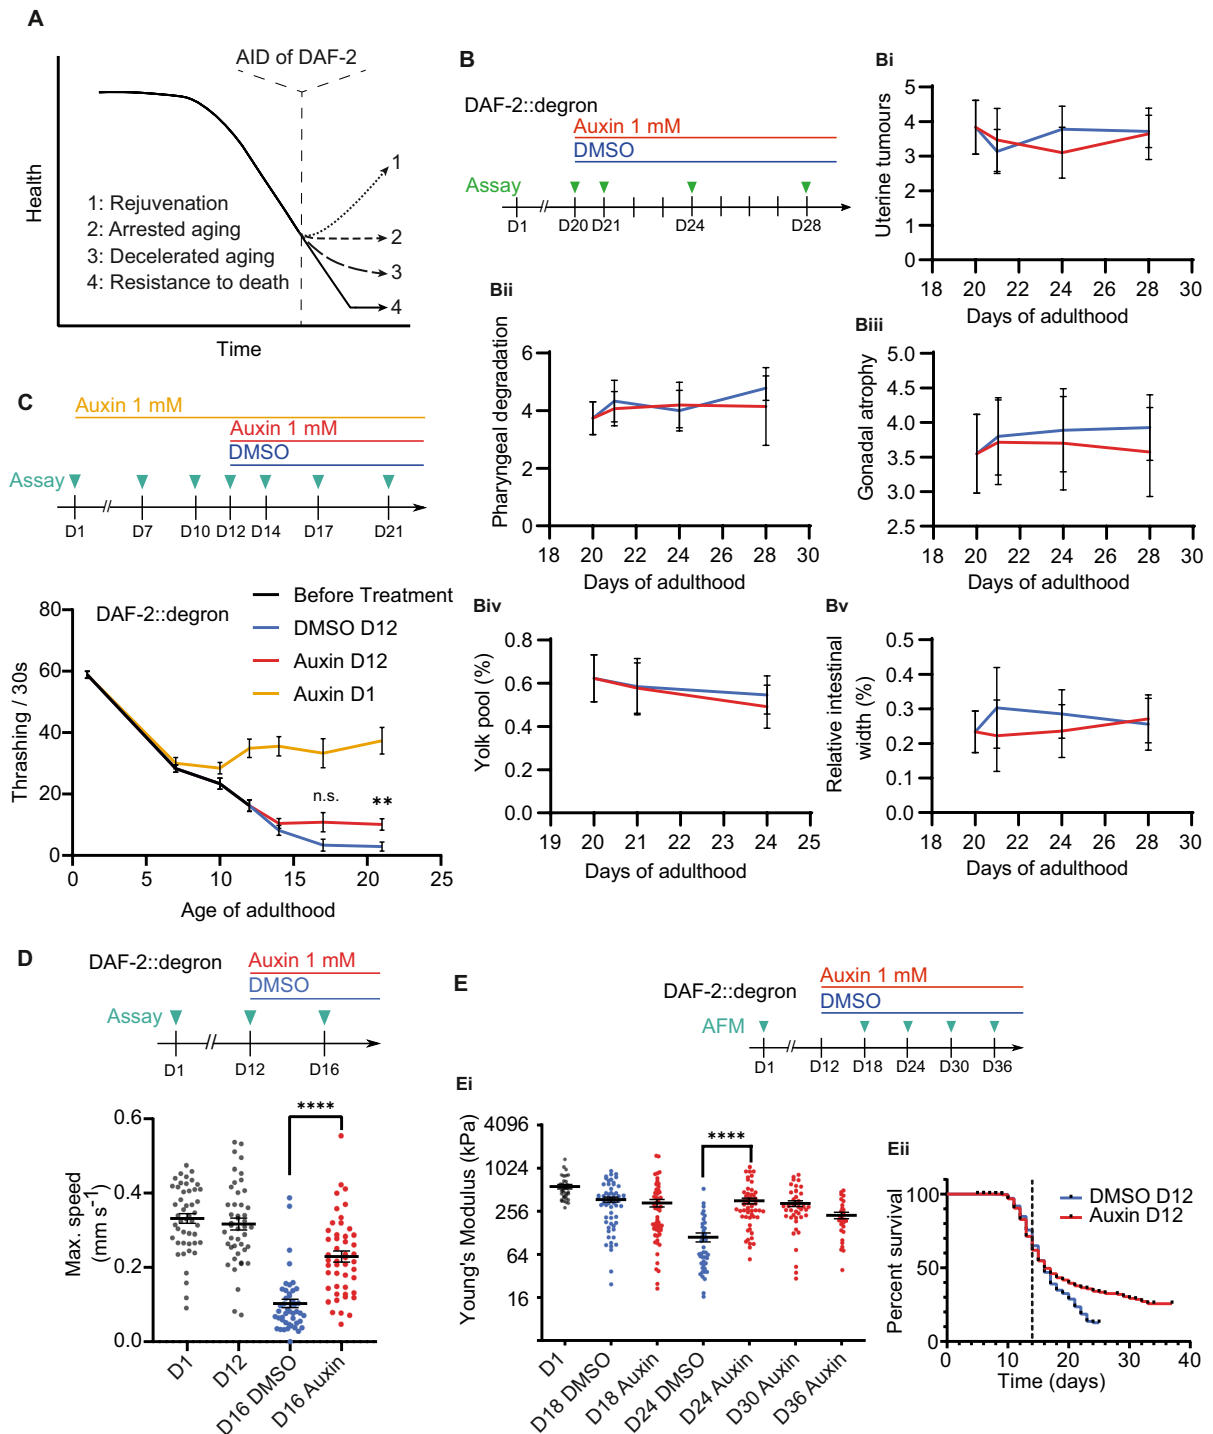 A
AID of DAF-2
Health
1: Rejuvenation
2: Arrested aging
3: Decelerated aging
4: Resistance to death
1
2
3
4
Time
B
DAF-2::degron
Auxin 1 mM
DMSO
Assay
D1 D20 D21 D24 D28
Bi
Uterine tumours
5
4
3
2
1
0
18 20 22 24 26 28 30
Days of adulthood
Bii
Pharyngeal degradation
6
4
2
0
18 20 22 24 26 28 30
Days of adulthood
Biii
Gonadal atrophy
5.0
4.5
4.0
3.5
3.0
2.5
18 20 22 24 26 28 30
Days of adulthood
Biv
Yolk pool (%)
0.8
0.6
0.4
0.2
0.0
19 20 21 22 23 24 25
Days of adulthood
Bv
Relative intestinal
width (%)
0.5
0.4
0.3
0.2
0.1
0.0
18 20 22 24 26 28 30
Days of adulthood
C
Auxin 1 mM
Auxin 1 mM
DMSO
Assay
D1 D7 D10 D12 D14 D17 D21
DAF-2::degron
Before Treatment
DMSO D12
Auxin D12
Auxin D1
Thrashing / 30s
80
60
40
20
0
n.s.
**
0 5 10 15 20 25
Age of adulthood
D
DAF-2::degron
Auxin 1 mM
DMSO
Assay
D1 D12 D16
Max. speed
(mm s-1)
0.6
0.4
0.2
0.0
****
D1
D12
D16 DMSO
D16 Auxin
E
DAF-2::degron
Auxin 1 mM
DMSO
AFM
D1 D12 D18 D24 D30 D36
Ei
Young's Modulus (kPa)
4096
1024
256
64
16
****
D1
D18 DMSO
D18 Auxin
D24 DMSO
D24 Auxin
D30 Auxin
D36 Auxin
Eii
Percent survival
100
50
0
DMSO D12
Auxin D12
0 10 20 30 40
Time (days)